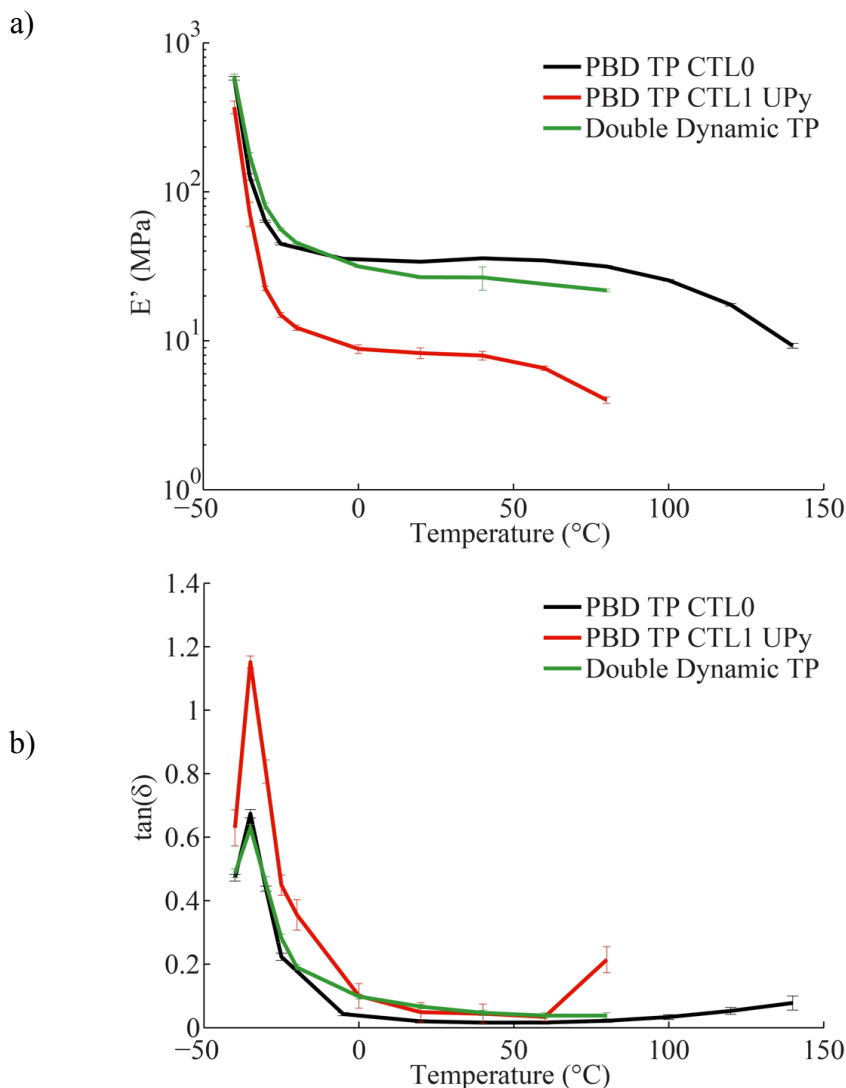 a)
10³
10²
10¹
10⁰
E’ (MPa)
PBD TP CTL0
PBD TP CTL1 UPy
Double Dynamic TP
−50
0
50
100
150
Temperature (°C)
b)
1.4
1.2
1
0.8
0.6
0.4
0.2
0
tan(δ)
PBD TP CTL0
PBD TP CTL1 UPy
Double Dynamic TP
−50
0
50
100
150
Temperature (°C)